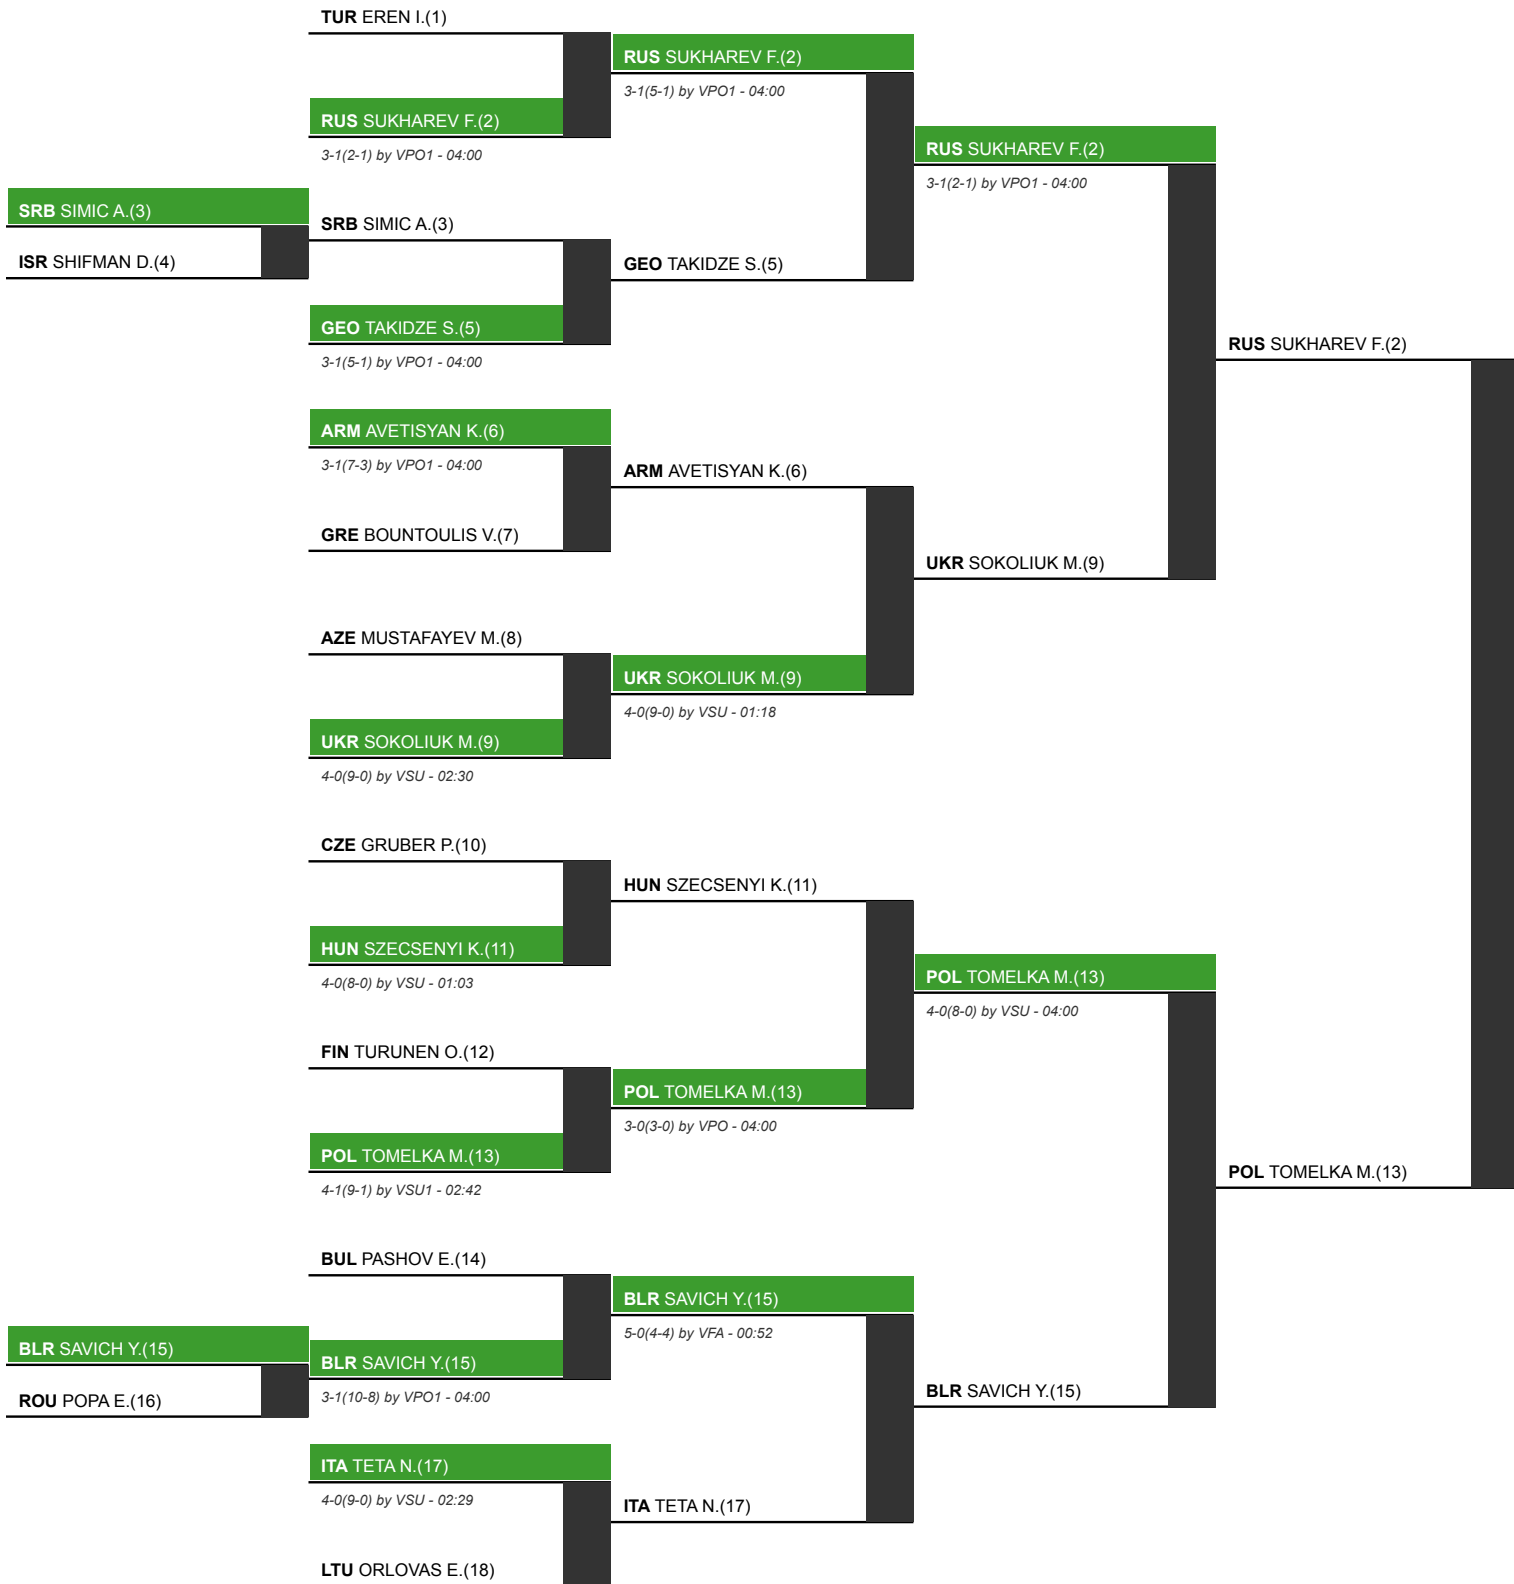 TUR EREN I.(1)
RUS SUKHAREV F.(2)
3-1(2-1) by VPO1 - 04:00
SRB SIMIC A.(3)
ISR SHIFMAN D.(4)
SRB SIMIC A.(3)
GEO TAKIDZE S.(5)
3-1(5-1) by VPO1 - 04:00
ARM AVETISYAN K.(6)
3-1(7-3) by VPO1 - 04:00
GRE BOUNTOULIS V.(7)
AZE MUSTAFAYEV M.(8)
UKR SOKOLIUK M.(9)
4-0(9-0) by VSU - 02:30
CZE GRUBER P.(10)
HUN SZECSENYI K.(11)
4-0(8-0) by VSU - 01:03
FIN TURUNEN O.(12)
POL TOMELKA M.(13)
4-1(9-1) by VSU1 - 02:42
BUL PASHOV E.(14)
BLR SAVICH Y.(15)
ROU POPA E.(16)
BLR SAVICH Y.(15)
3-1(10-8) by VPO1 - 04:00
ITA TETA N.(17)
4-0(9-0) by VSU - 02:29
LTU ORLOVAS E.(18)
RUS SUKHAREV F.(2)
3-1(5-1) by VPO1 - 04:00
GEO TAKIDZE S.(5)
ARM AVETISYAN K.(6)
UKR SOKOLIUK M.(9)
4-0(9-0) by VSU - 01:18
HUN SZECSENYI K.(11)
POL TOMELKA M.(13)
3-0(3-0) by VPO - 04:00
BLR SAVICH Y.(15)
5-0(4-4) by VFA - 00:52
ITA TETA N.(17)
RUS SUKHAREV F.(2)
3-1(2-1) by VPO1 - 04:00
UKR SOKOLIUK M.(9)
POL TOMELKA M.(13)
4-0(8-0) by VSU - 04:00
BLR SAVICH Y.(15)
RUS SUKHAREV F.(2)
POL TOMELKA M.(13)